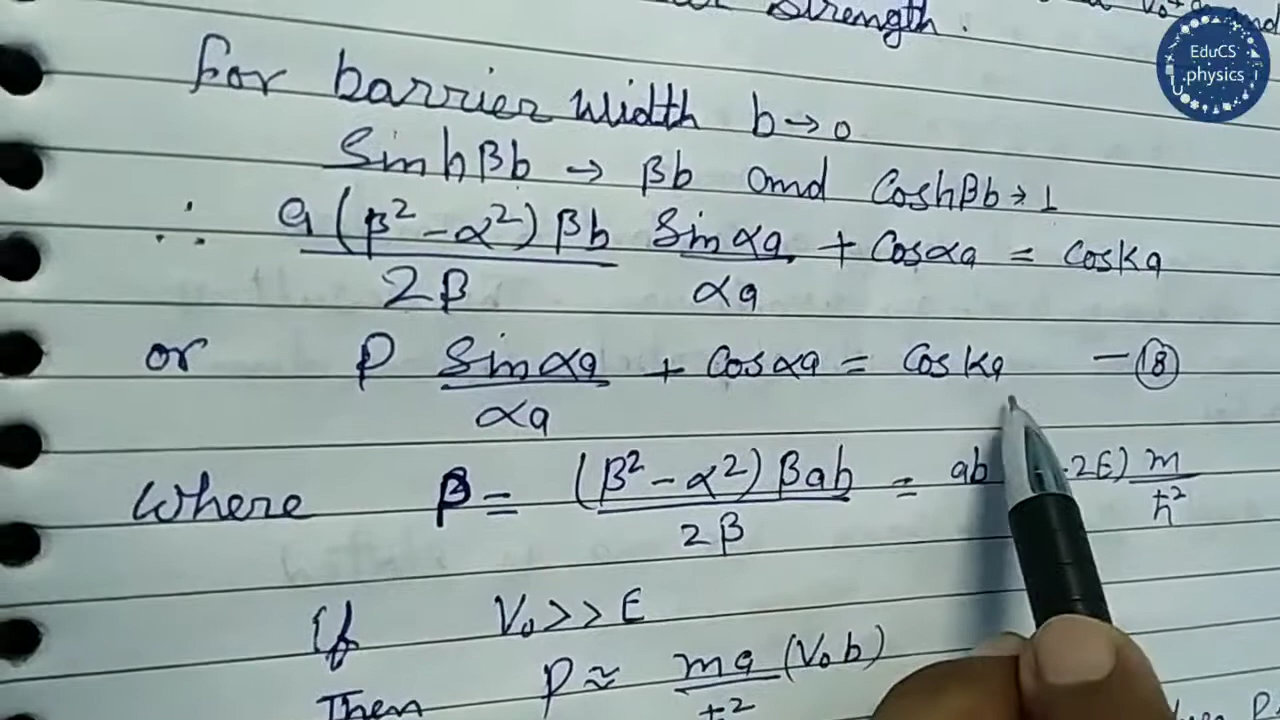 strength.
EduCS
physics
For barrier width b→0
Sinhβb → βb and Coshβb→1
∴ a(β²-α²)βb/2β Sinαa/αa + Cosαa = Coska
or P Sinαa/αa + Cosαa = Coska —⑱
Where P = (β²-α²)βab/2β = ab -2E) m/ħ²
If V₀>>E
Then P≈ ma/ħ² (V₀b)